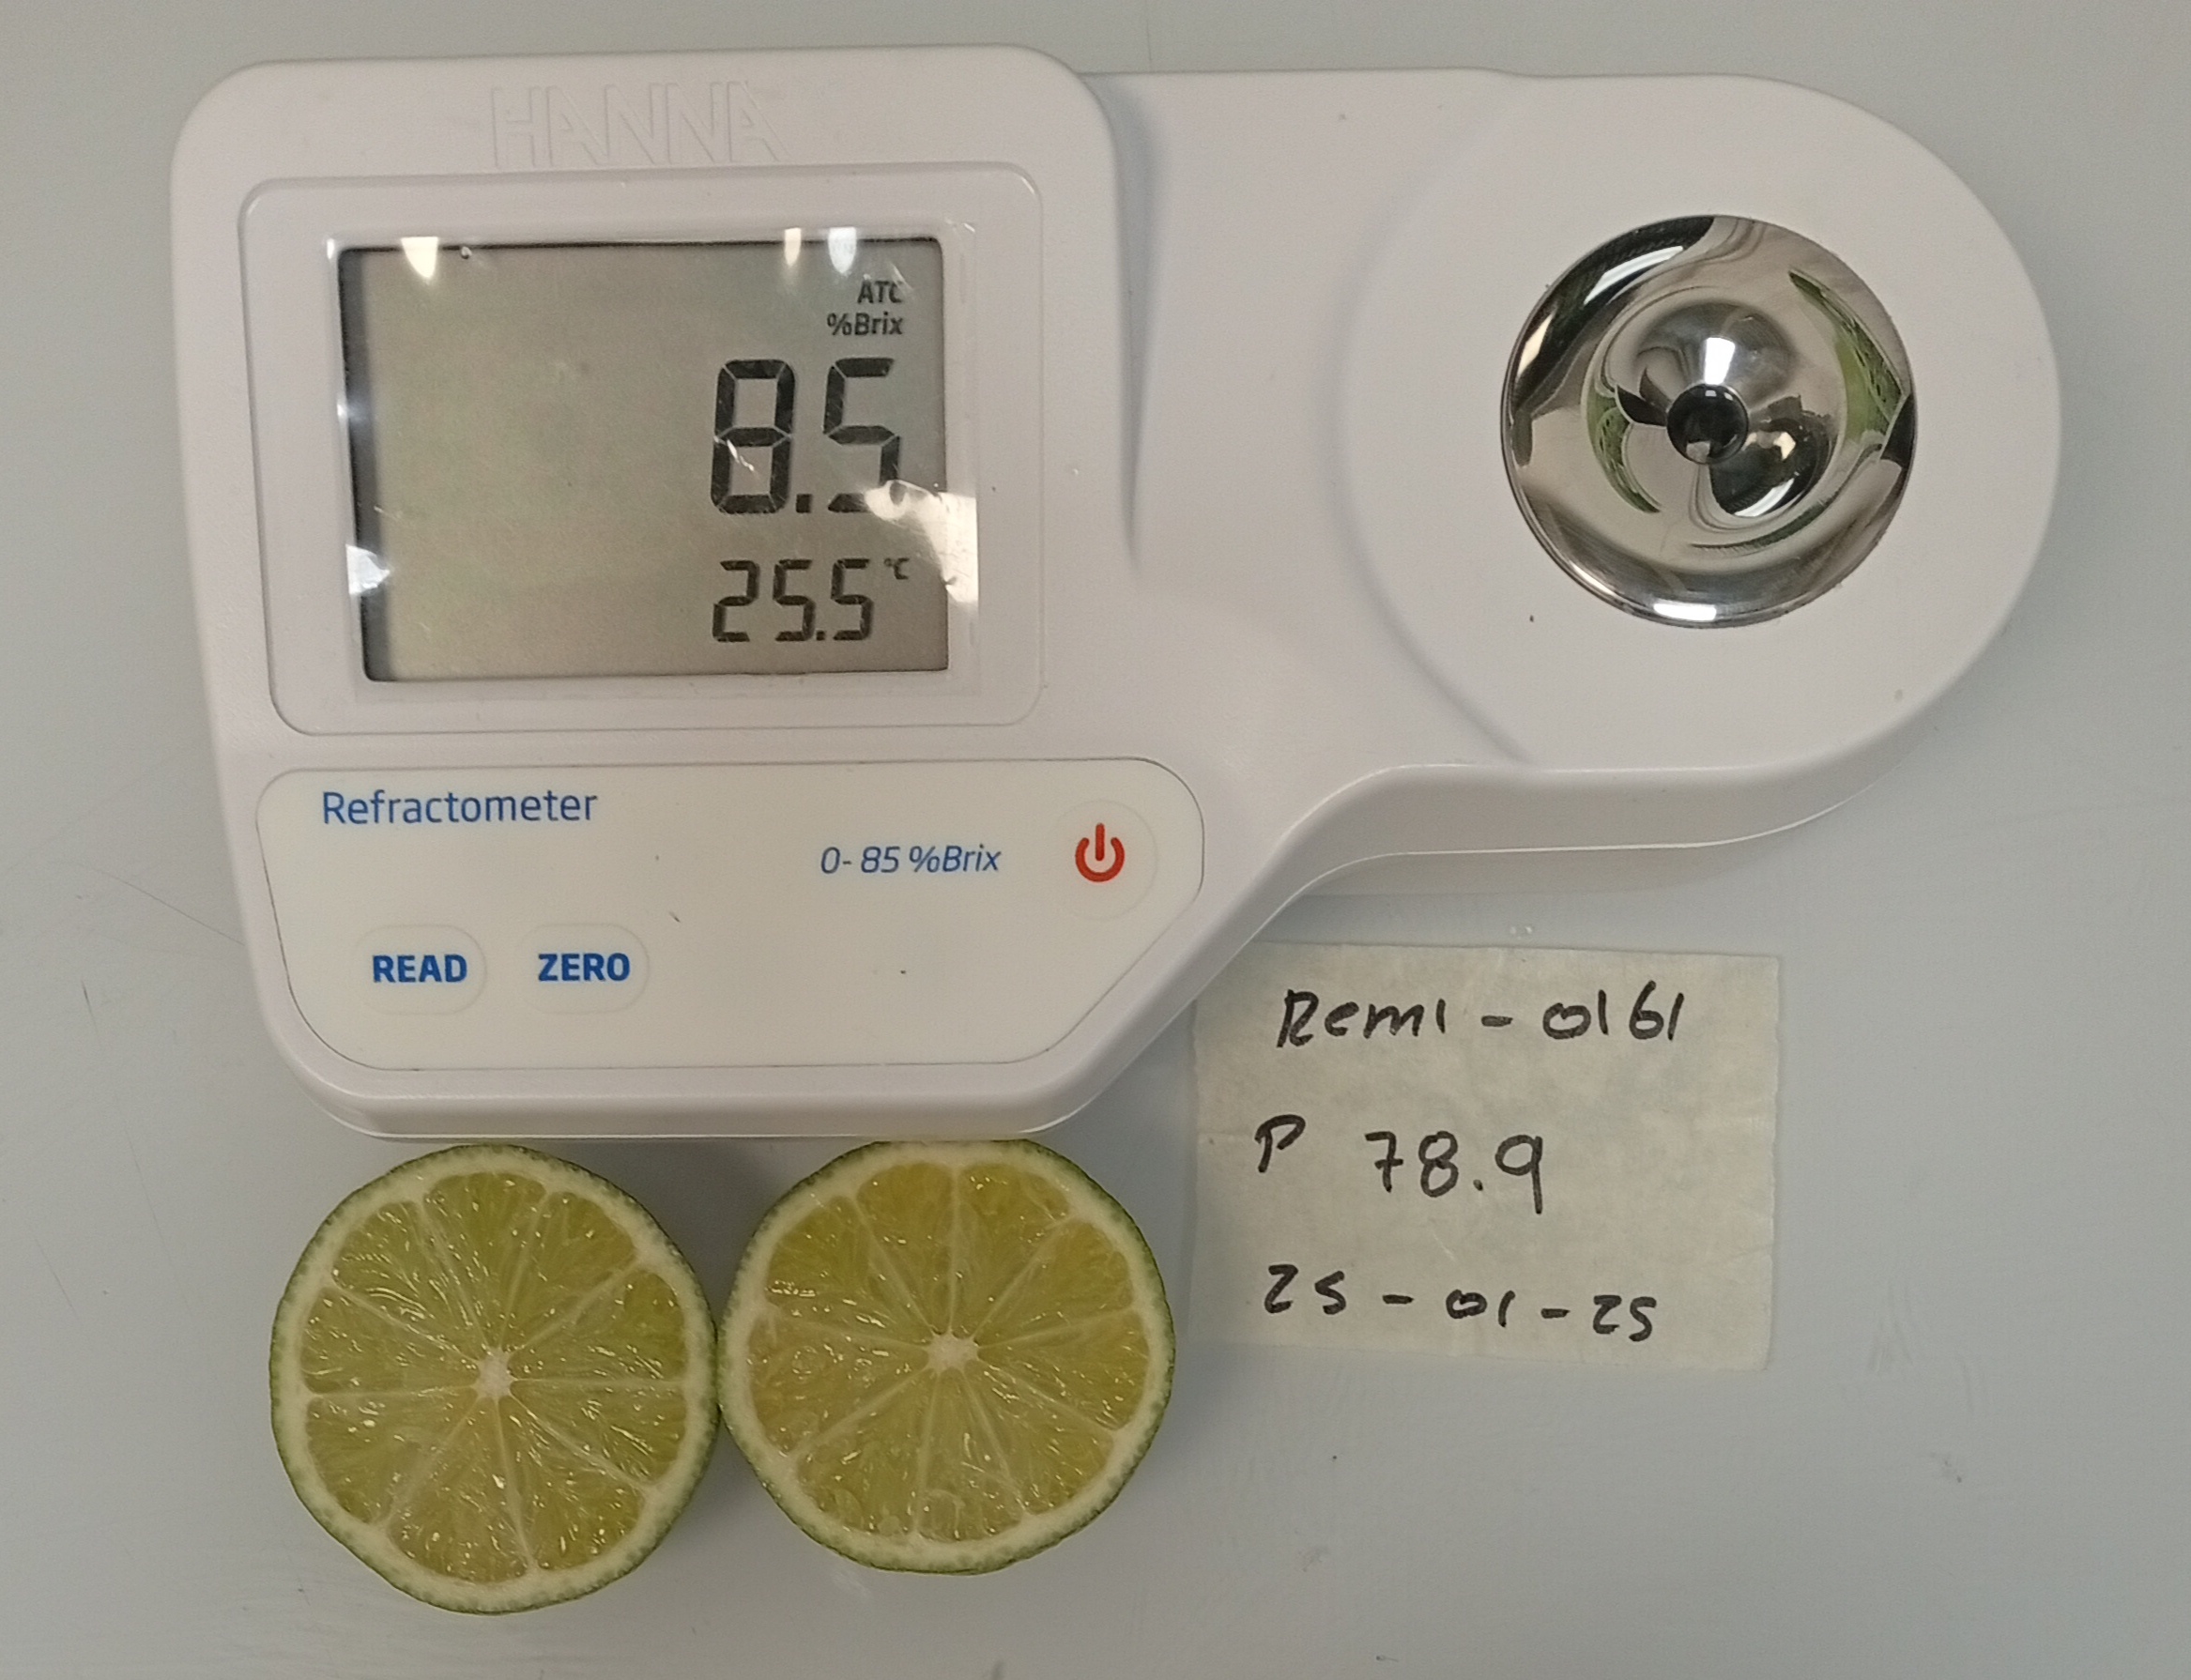 HANNA
ATC
%Brix
8.5
25.5 °C
Refractometer
0- 85 %Brix
READ
ZERO
Remi - 0161
P 78.9
25 - 01 - 25